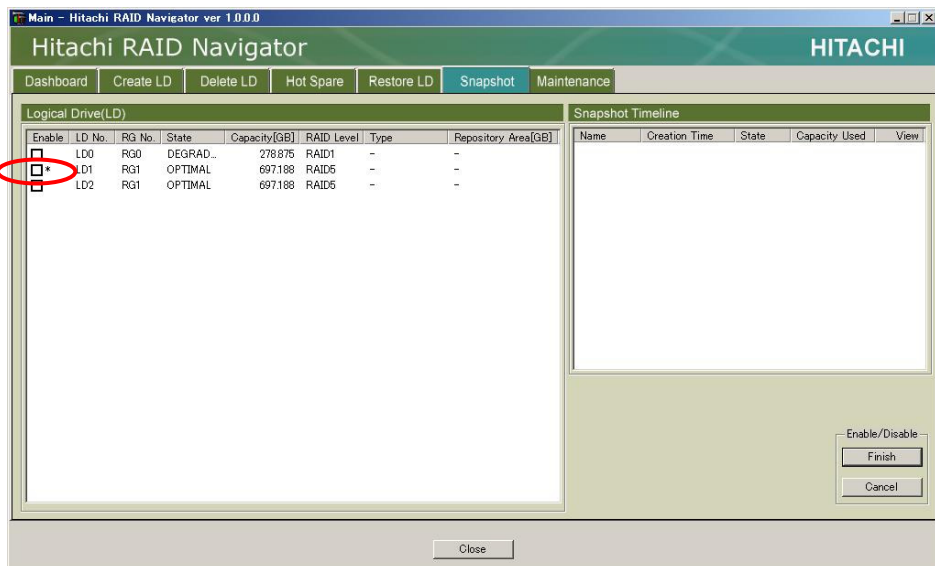 Main - Hitachi RAID Navigator ver 1.0.0.0
Hitachi RAID Navigator HITACHI
Dashboard Create LD Delete LD Hot Spare Restore LD Snapshot Maintenance
Logical Drive(LD) Snapshot Timeline
Enable LD No. RG No. State Capacity[GB] RAID Level Type Repository Area[GB] Name Creation Time State Capacity Used View
LD0 RG0 DEGRAD... 278.875 RAID1 - -
* LD1 RG1 OPTIMAL 697.188 RAID5 - -
LD2 RG1 OPTIMAL 697.188 RAID5 - -
Enable/Disable
Finish
Cancel
Close